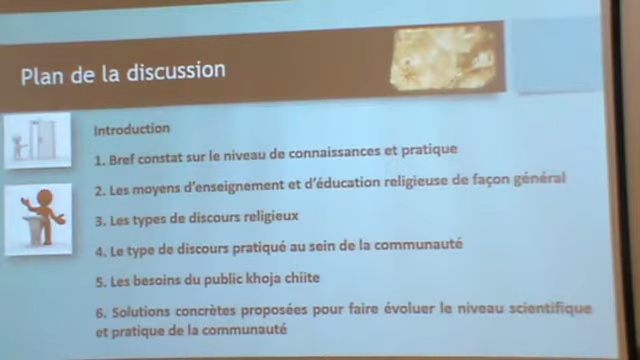 Plan de la discussion
Introduction
1. Bref constat sur le niveau de connaissances et pratique
2. Les moyens d'enseignement et d'éducation religieuse de façon général
3. Les types de discours religieux
4. Le type de discours pratiqué au sein de la communauté
5. Les besoins du public khoja chiite
6. Solutions concrètes proposées pour faire évoluer le niveau scientifique
et pratique de la communauté